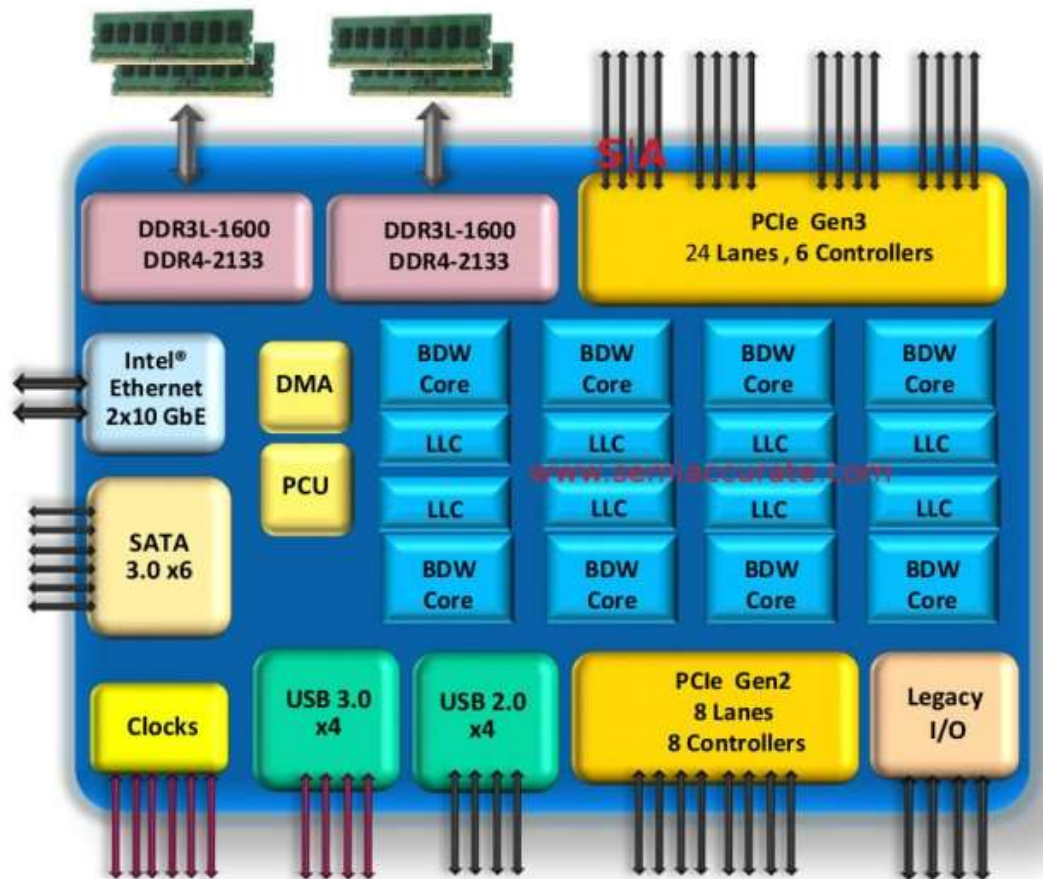 S|A
DDR3L-1600
DDR4-2133
DDR3L-1600
DDR4-2133
PCIe Gen3
24 Lanes , 6 Controllers
Intel®
Ethernet
2x10 GbE
DMA
PCU
SATA
3.0 x6
BDW
Core
BDW
Core
BDW
Core
BDW
Core
LLC
LLC
LLC
LLC
www.semiaccurate.com
LLC
LLC
LLC
LLC
BDW
Core
BDW
Core
BDW
Core
BDW
Core
Clocks
USB 3.0
x4
USB 2.0
x4
PCIe Gen2
8 Lanes
8 Controllers
Legacy
I/O